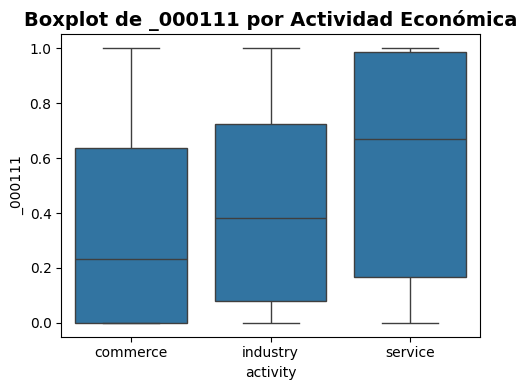 Boxplot de _000111 por Actividad Económica
_000111
1.0
0.8
0.6
0.4
0.2
0.0
commerce industry service
activity